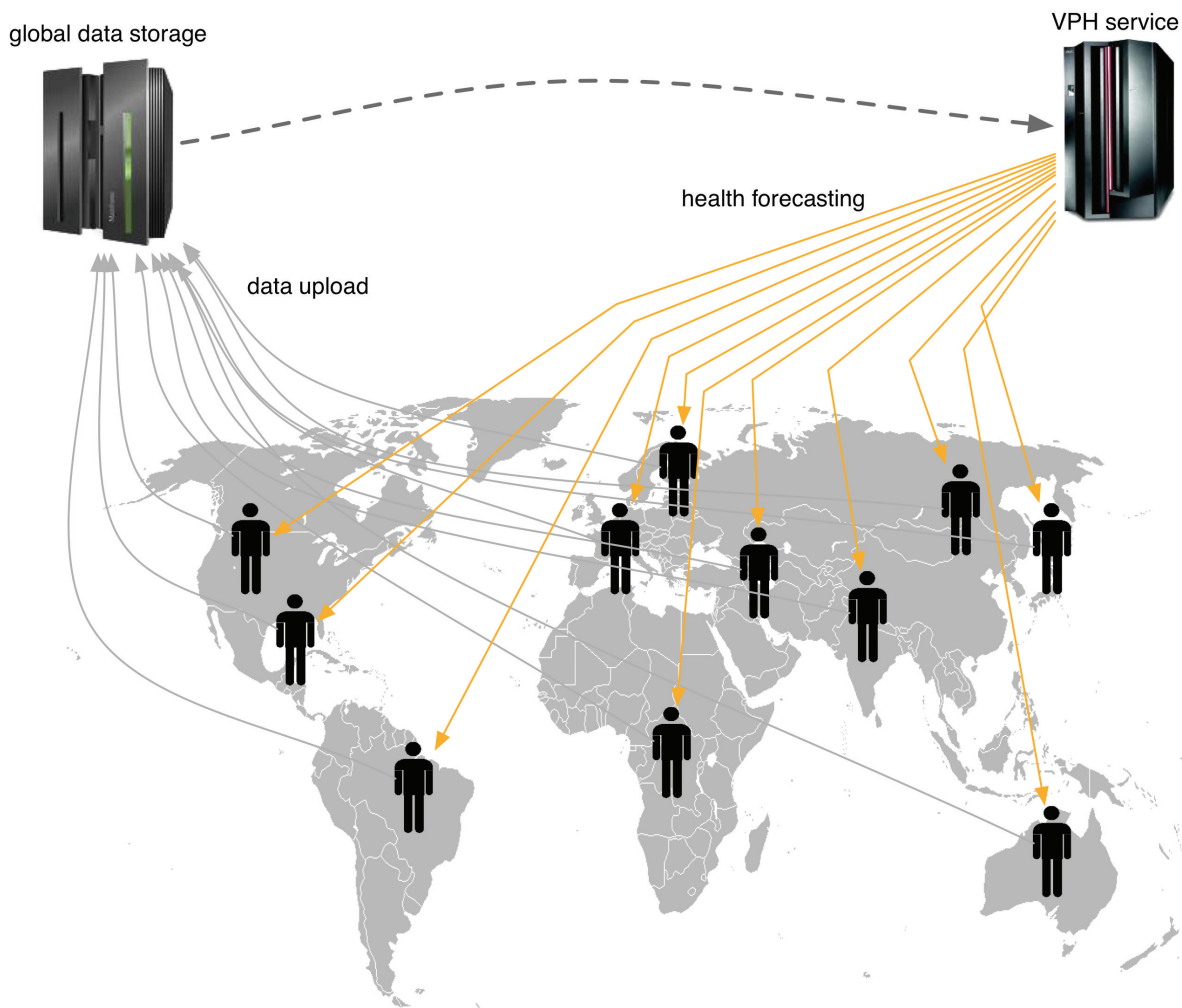 global data storage
VPH service
health forecasting
data upload